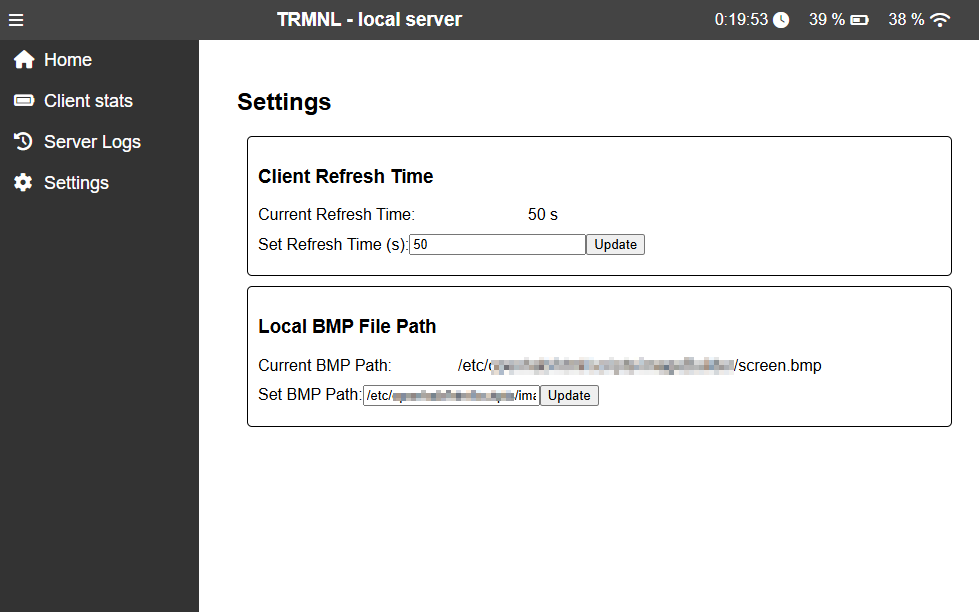 TRMNL - local server 0:19:53 39 % 38 %
Home
Client stats
Server Logs
Settings
Settings
Client Refresh Time
Current Refresh Time: 50 s
Set Refresh Time (s): 50 Update
Local BMP File Path
Current BMP Path: /etc/ /screen.bmp
Set BMP Path: /etc/ /ima Update